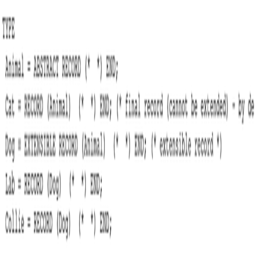 TYPE
Animal = ABSTRACT RECORD (* *) END;
Cat = RECORD (Animal) (* *) END; (* final record (cannot be extended) - by de
Dog = EXTENSIBLE RECORD (Animal) (* *) END; (* extensible record *)
Lab = RECORD (Dog) (* *) END;
Collie = RECORD (Dog) (* *) END;